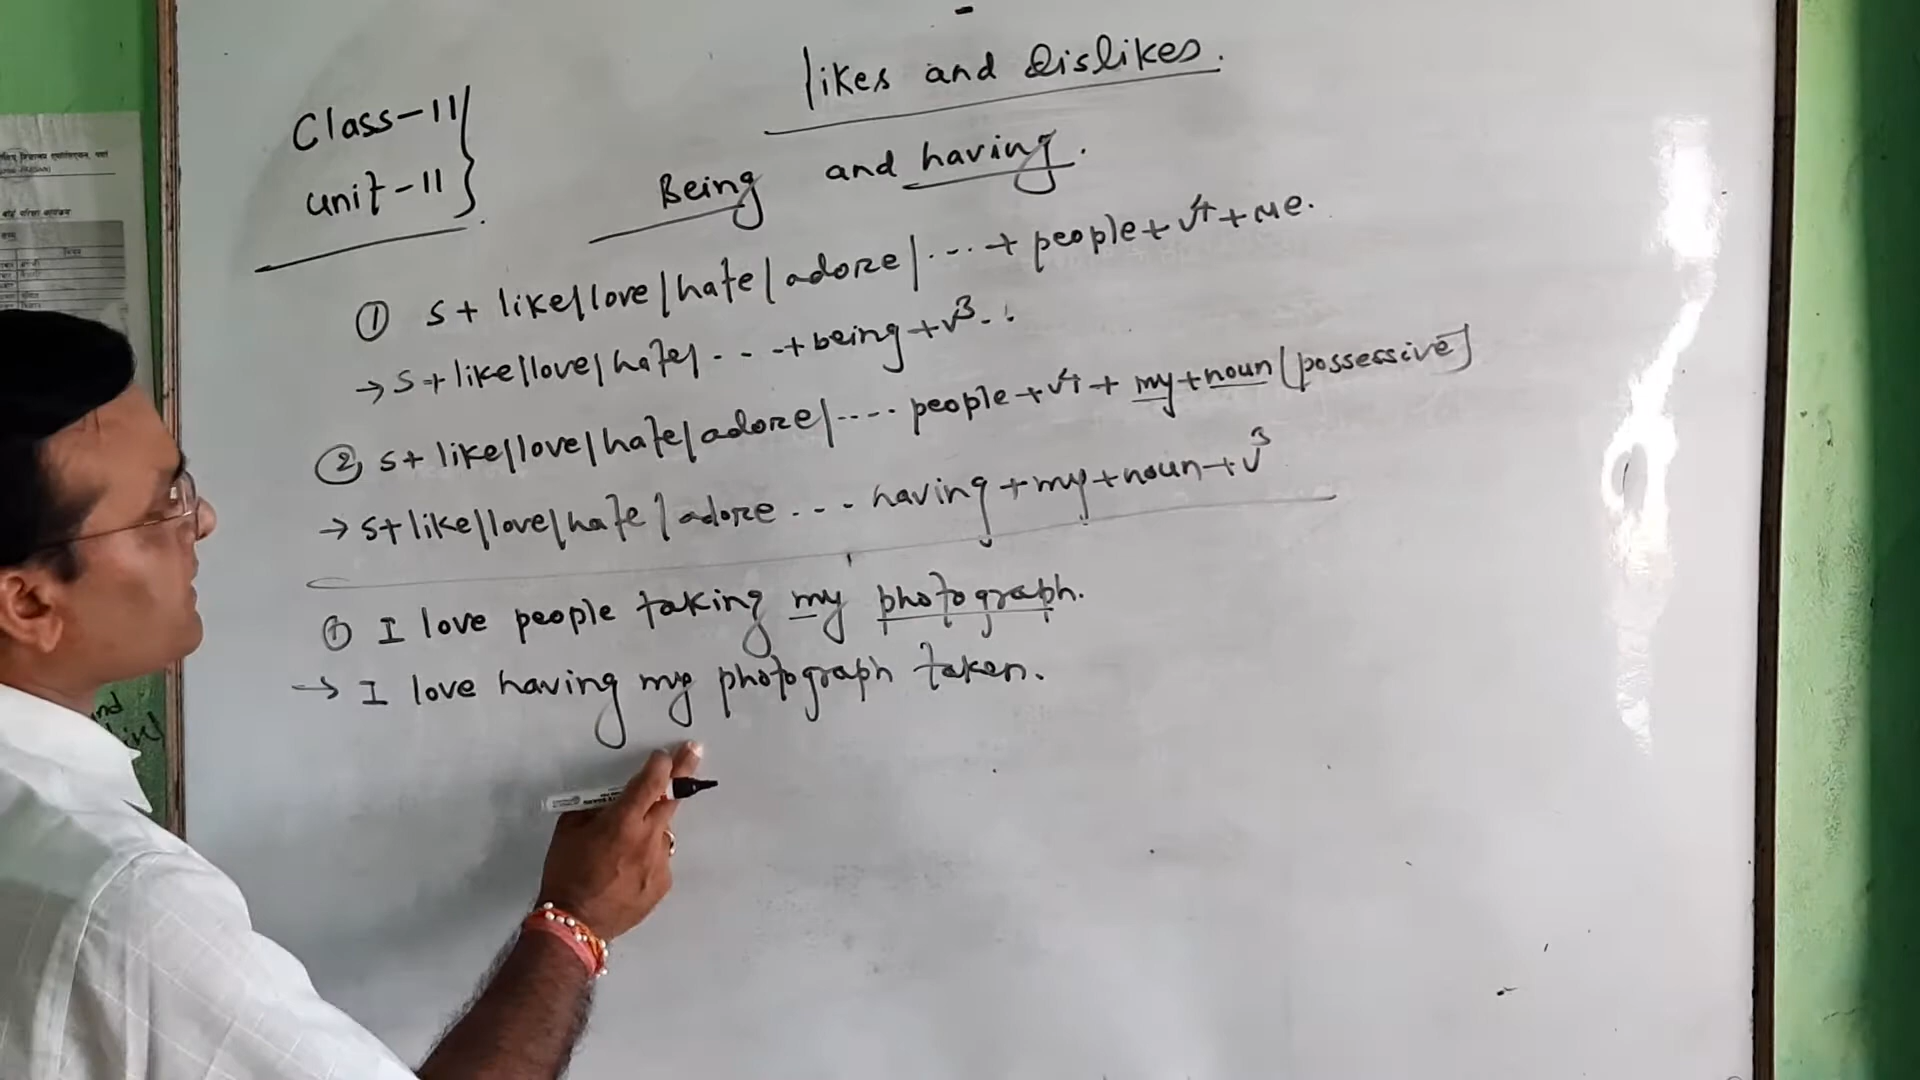 likes and Dislikes.
Class-11
unit-11
Being and having.
① S+ like/love/hate/adore/....+ people+V4+me.
→ S+like/love/hate/...+being+V3..
② S+ like/love/hate/adore/.... people+V4+ my+noun (possessive)
→ S+like/love/hate/adore... having+my+noun+V3
① I love people taking my photograph.
→ I love having my photograph taken.